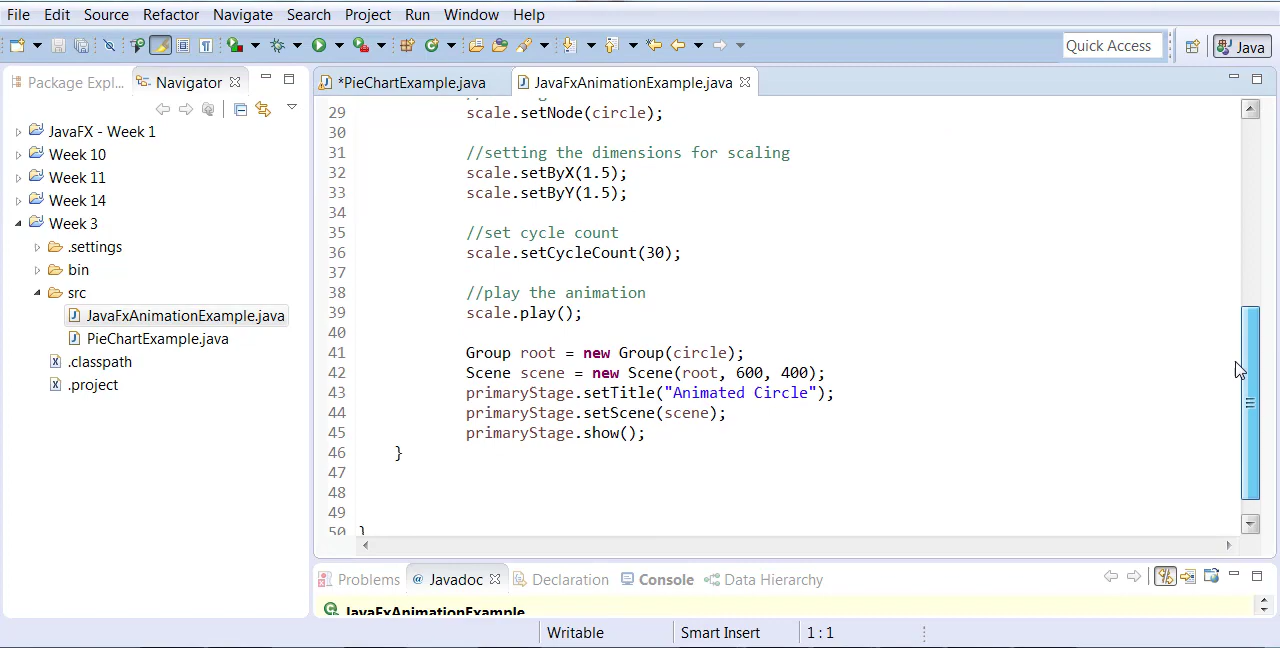 File Edit Source Refactor Navigate Search Project Run Window Help
Quick Access
Java
Package Expl...
Navigator
*PieChartExample.java
JavaFxAnimationExample.java
JavaFX - Week 1
Week 10
Week 11
Week 14
Week 3
.settings
bin
src
JavaFxAnimationExample.java
PieChartExample.java
.classpath
.project
29 scale.setNode(circle);
30
31 //setting the dimensions for scaling
32 scale.setByX(1.5);
33 scale.setByY(1.5);
34
35 //set cycle count
36 scale.setCycleCount(30);
37
38 //play the animation
39 scale.play();
40
41 Group root = new Group(circle);
42 Scene scene = new Scene(root, 600, 400);
43 primaryStage.setTitle("Animated Circle");
44 primaryStage.setScene(scene);
45 primaryStage.show();
46 }
47
48
49
50 }
Problems @ Javadoc Declaration Console Data Hierarchy
JavaFxAnimationExample
Writable Smart Insert 1 : 1